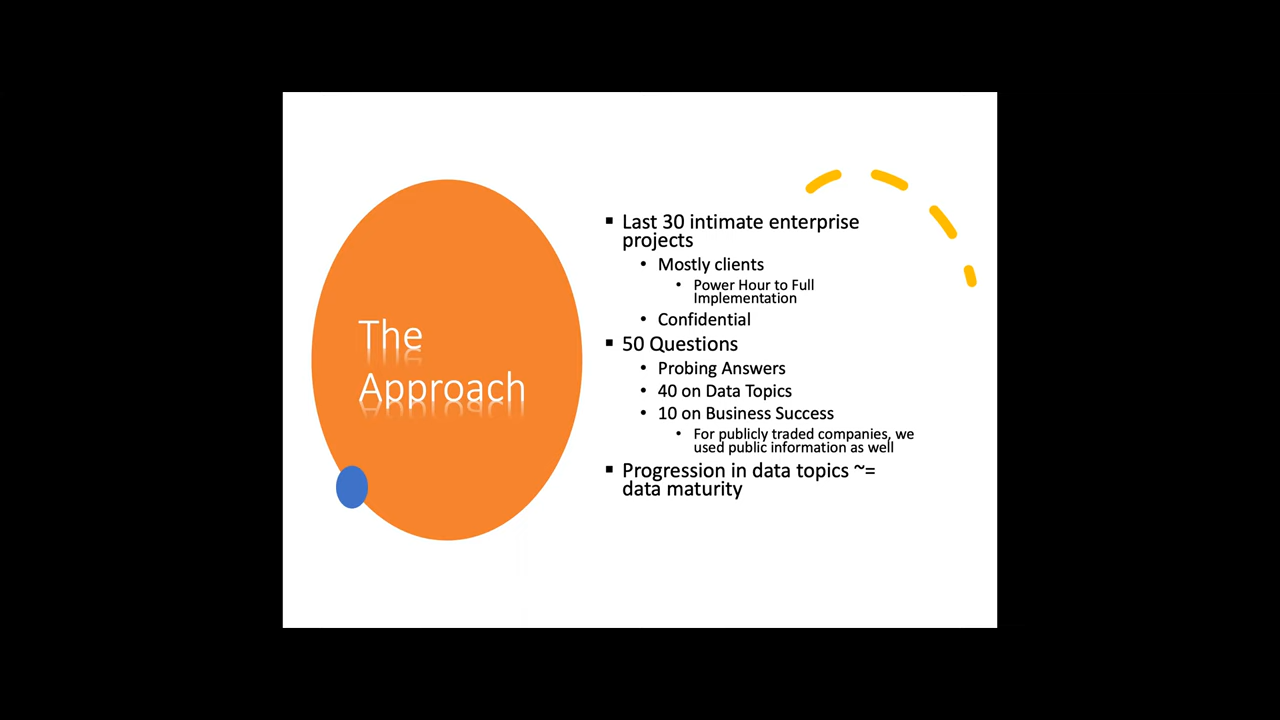 The
Approach
▪ Last 30 intimate enterprise
projects
• Mostly clients
• Power Hour to Full
Implementation
• Confidential
▪ 50 Questions
• Probing Answers
• 40 on Data Topics
• 10 on Business Success
• For publicly traded companies, we
used public information as well
▪ Progression in data topics ~=
data maturity